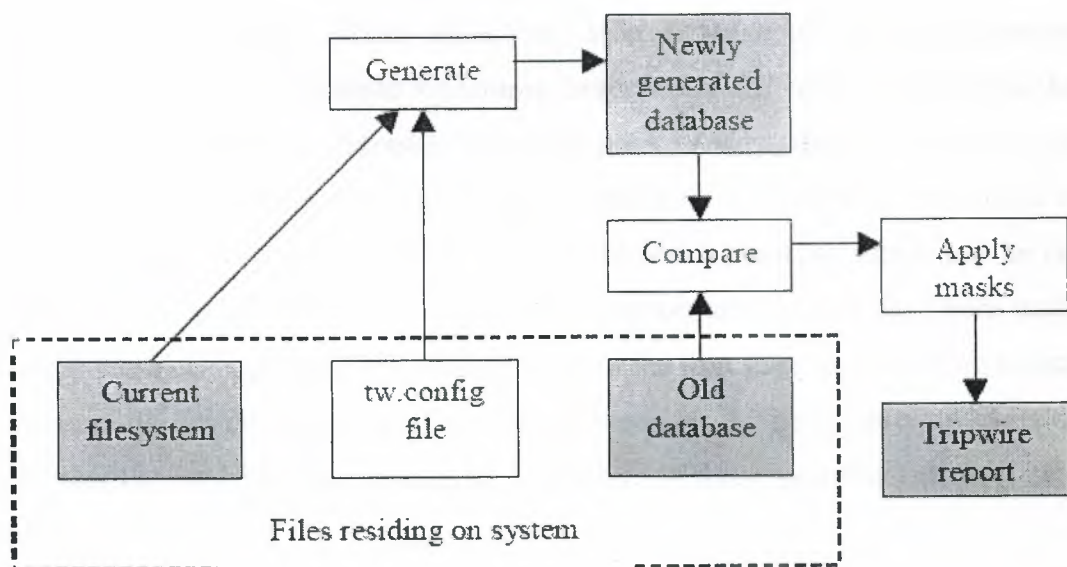 Generate
Newly
generated
database
Compare
Apply
masks
Current
filesystem
tw.config
file
Old
database
Tripwire
report
Files residing on system